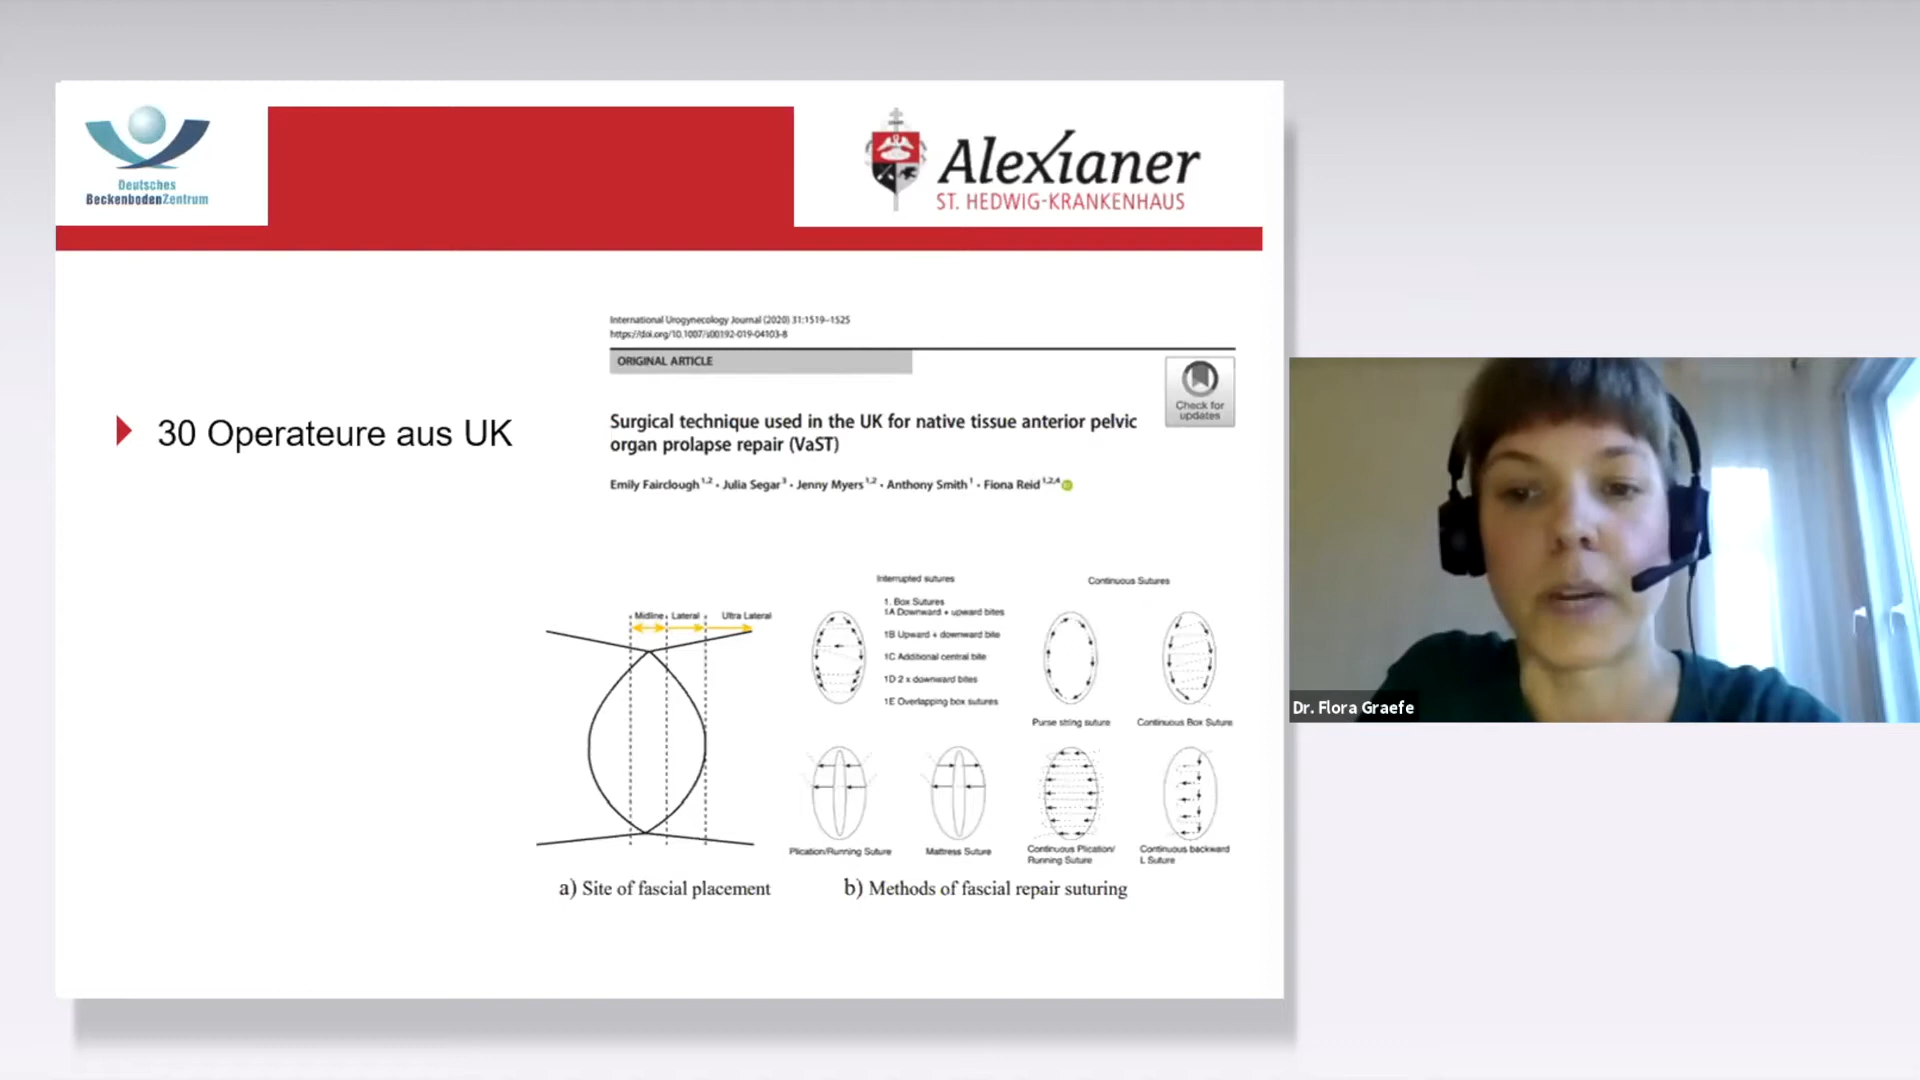 Deutsches
BeckenbodenZentrum
Alexianer
ST. HEDWIG-KRANKENHAUS
30 Operateure aus UK
International Urogynecology Journal (2020) 31:1519–1525
https://doi.org/10.1007/s00192-019-04103-8
ORIGINAL ARTICLE
Check for
updates
Surgical technique used in the UK for native tissue anterior pelvic
organ prolapse repair (VaST)
Emily Fairclough 1,2 · Julia Segar 3 · Jenny Myers 1,2 · Anthony Smith 1 · Fiona Reid 1,2,4
Midline Lateral Ultra Lateral
a) Site of fascial placement
Interrupted sutures
1. Box Sutures
1A Downward + upward bites
1B Upward + downward bite
1C Additional central bite
1D 2 x downward bites
1E Overlapping box sutures
Continuous Sutures
Purse string suture
Continuous Box Suture
Plication/Running Suture
Mattress Suture
Continuous Plication/
Running Suture
Continuous backward
L Suture
b) Methods of fascial repair suturing
Dr. Flora Graefe